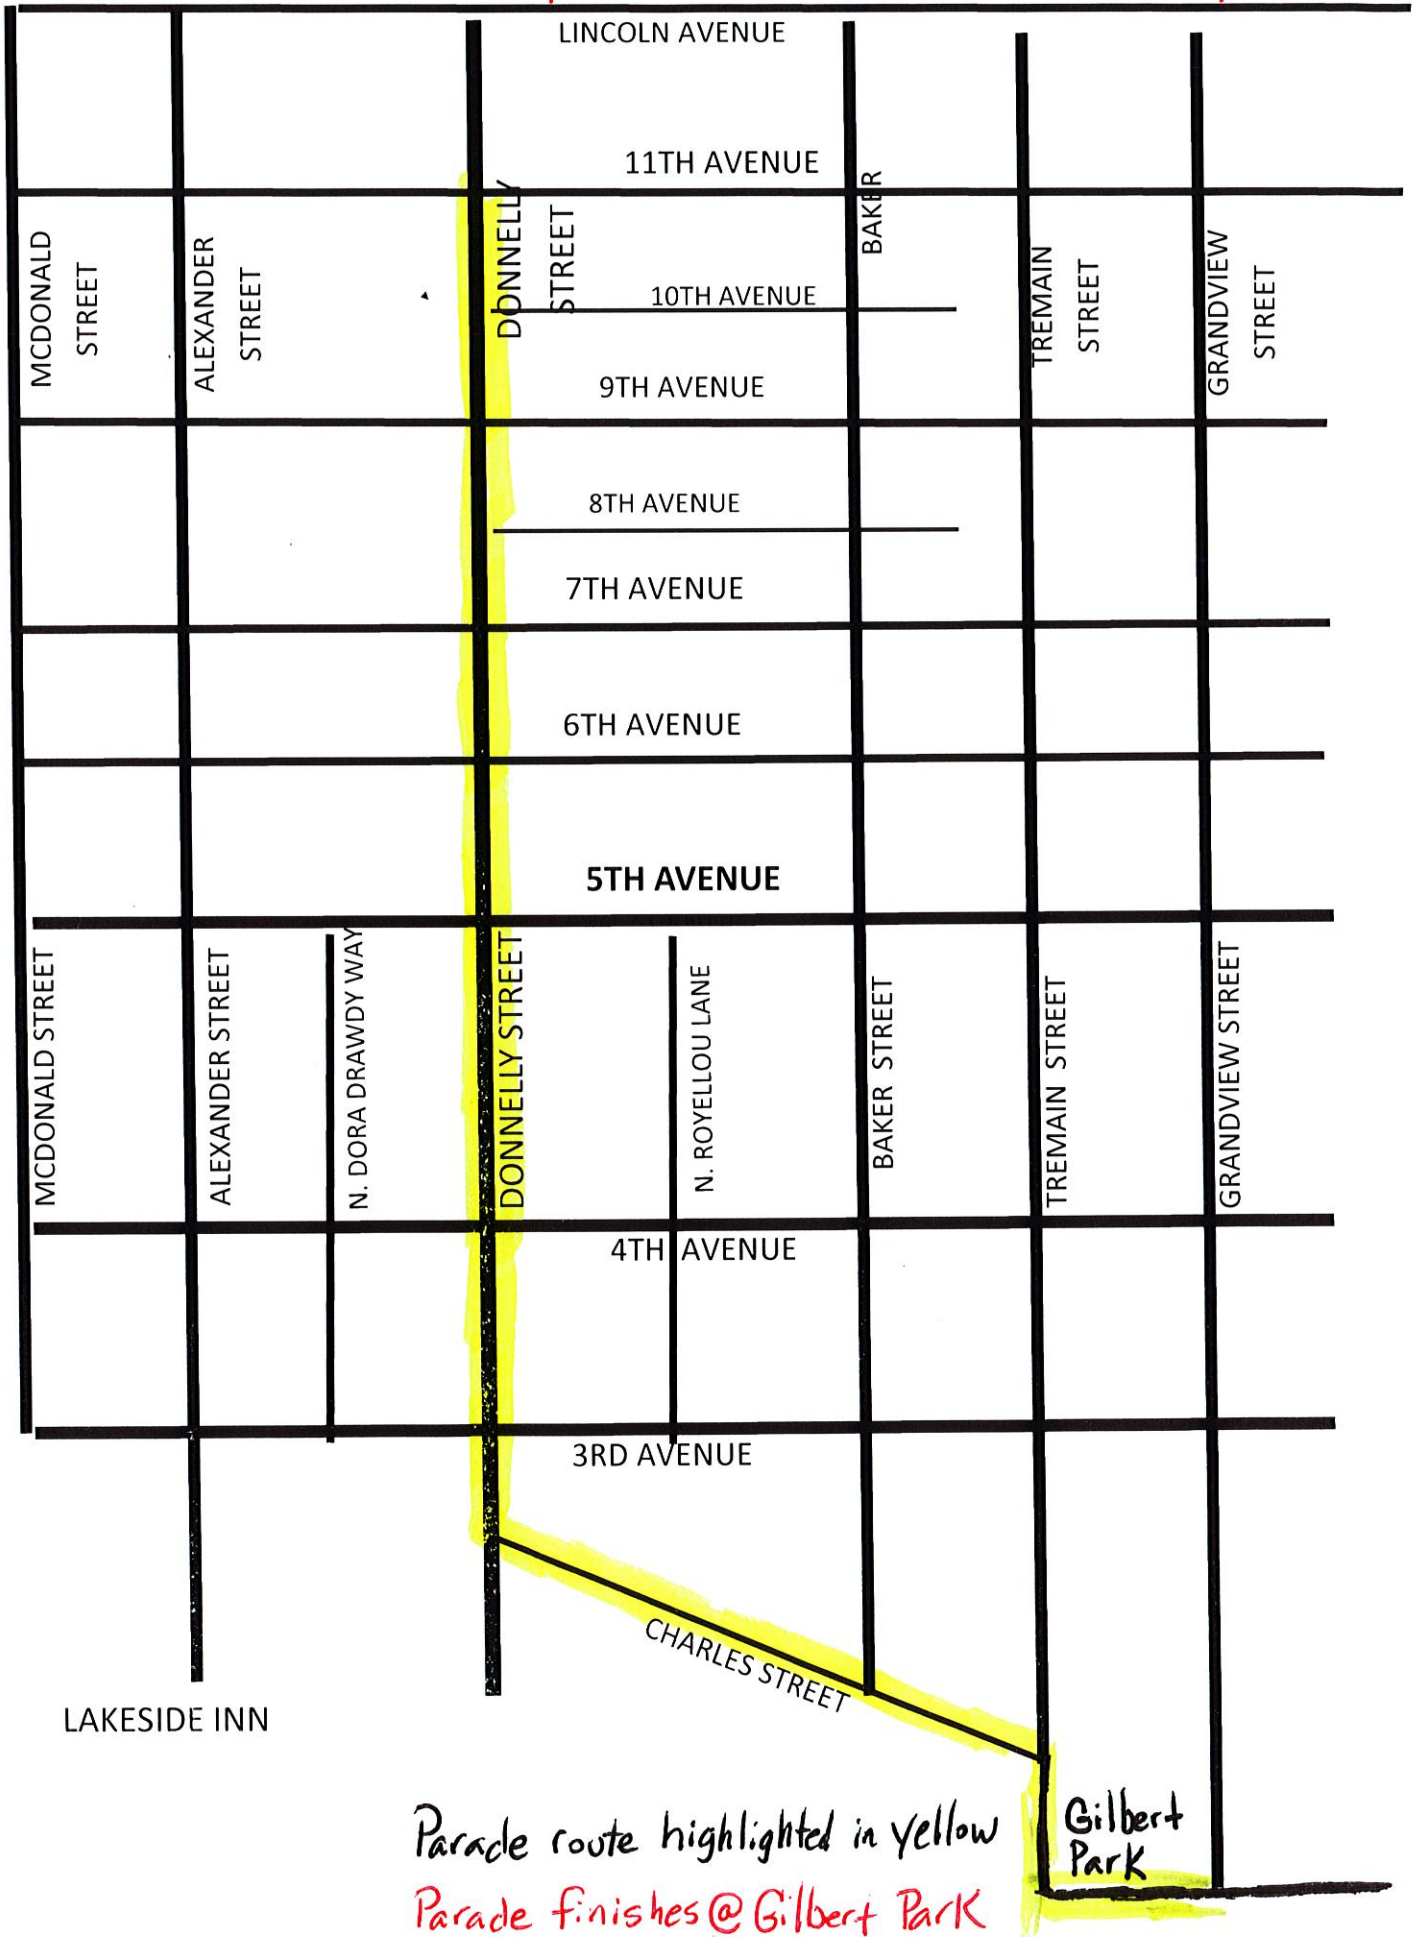 LINCOLN AVENUE
11TH AVENUE
MCDONALD
STREET
ALEXANDER
STREET
DONNELLY
STREET
BAKER
TREMAIN
STREET
GRANDVIEW
STREET
10TH AVENUE
9TH AVENUE
8TH AVENUE
7TH AVENUE
6TH AVENUE
5TH AVENUE
MCDONALD STREET
ALEXANDER STREET
N. DORA DRAWDY WAY
DONNELLY STREET
N. ROYELLOU LANE
BAKER STREET
TREMAIN STREET
GRANDVIEW STREET
4TH AVENUE
3RD AVENUE
CHARLES STREET
LAKESIDE INN
Gilbert
Park
Parade route highlighted in yellow
Parade finishes @ Gilbert Park